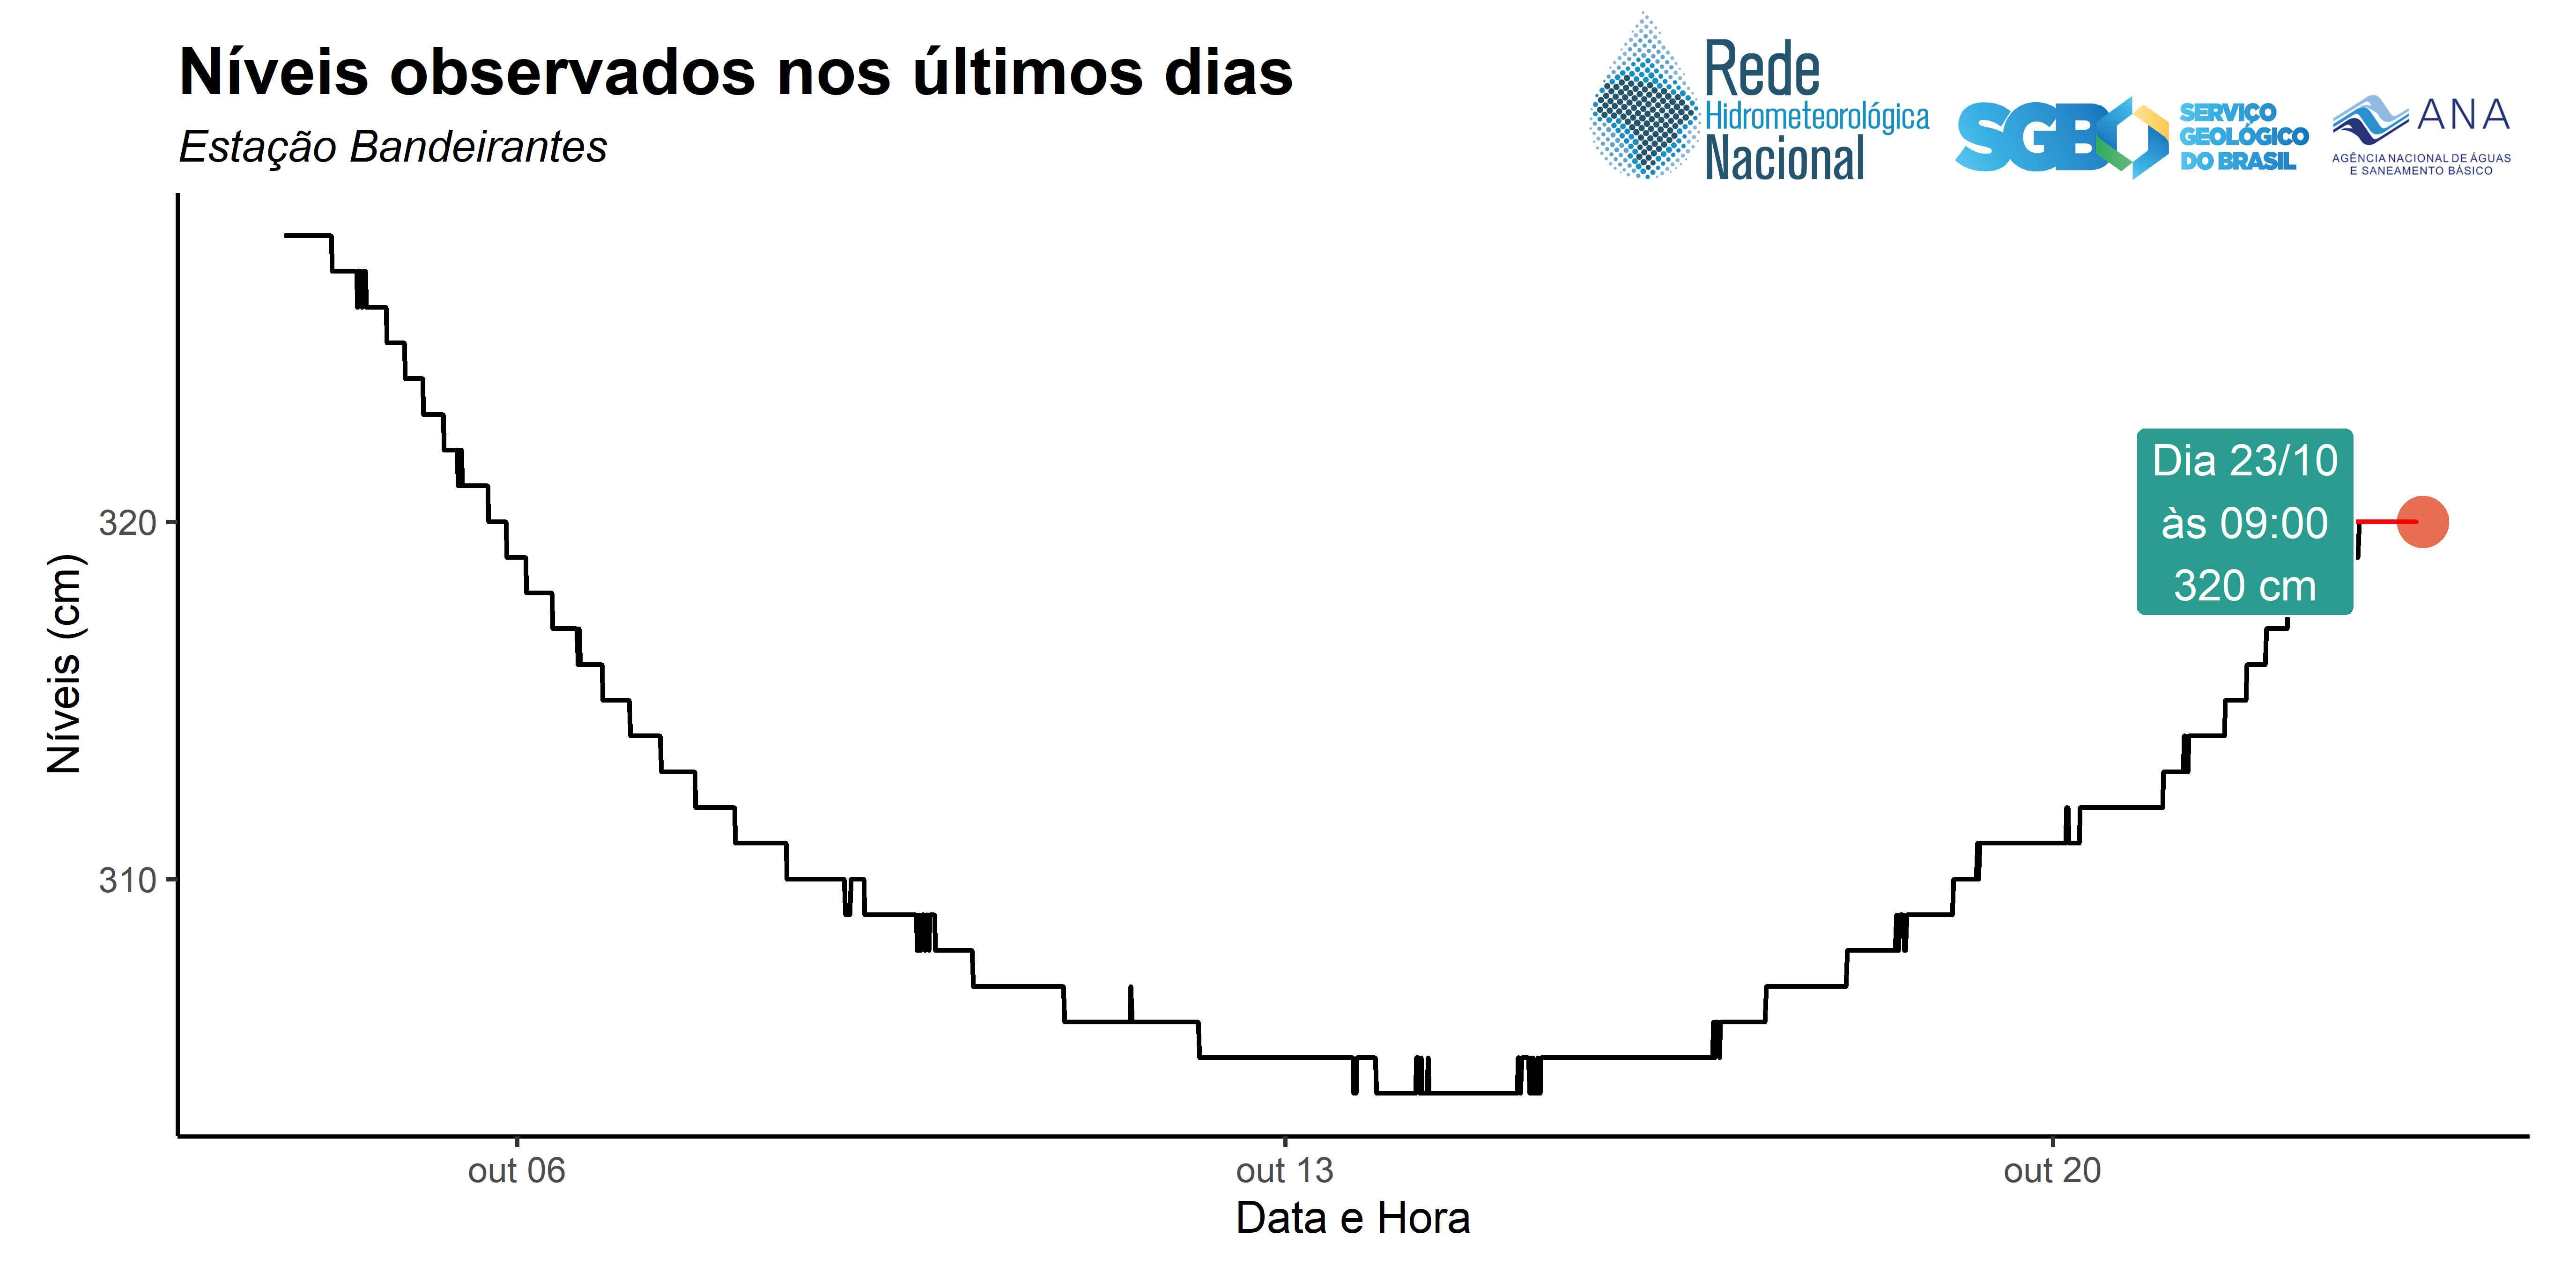 Níveis observados nos últimos dias
Estação Bandeirantes
Rede
Hidrometeorológica
Nacional
SGB
SERVIÇO
GEOLÓGICO
DO BRASIL
ANA
AGÊNCIA NACIONAL DE ÁGUAS
E SANEAMENTO BÁSICO
Dia 23/10
às 09:00
320 cm
320
310
Níveis (cm)
out 06
out 13
out 20
Data e Hora